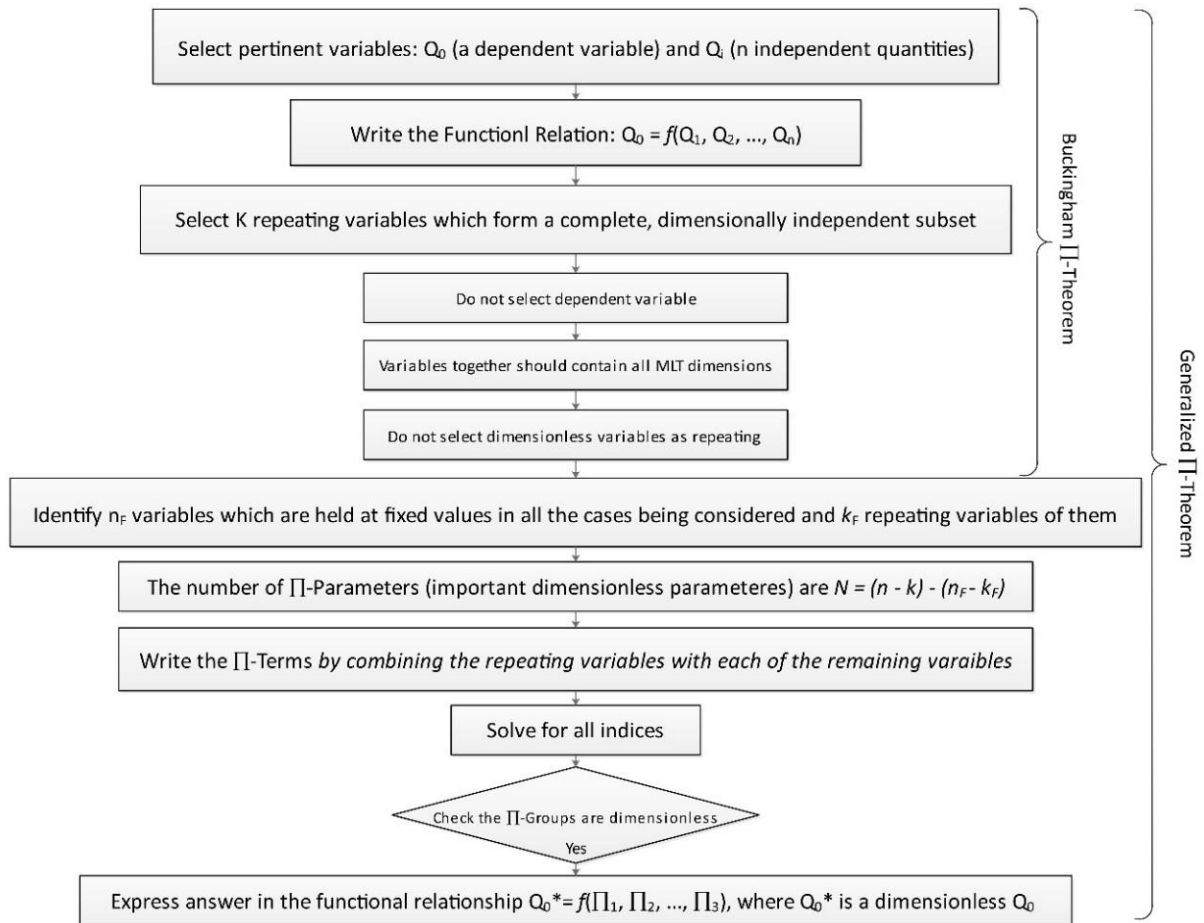 Select pertinent variables: Q₀ (a dependent variable) and Qᵢ (n independent quantities)
Write the Functionl Relation: Q₀ = f(Q₁, Q₂, ..., Qₙ)
Select K repeating variables which form a complete, dimensionally independent subset
Do not select dependent variable
Variables together should contain all MLT dimensions
Do not select dimensionless variables as repeating
Buckingham ∏-Theorem
Identify n_F variables which are held at fixed values in all the cases being considered and k_F repeating variables of them
The number of ∏-Parameters (important dimensionless parameteres) are N = (n - k) - (n_F - k_F)
Write the ∏-Terms by combining the repeating variables with each of the remaining varaibles
Solve for all indices
Check the ∏-Groups are dimensionless
Yes
Express answer in the functional relationship Q₀*= f(∏₁, ∏₂, ..., ∏₃), where Q₀* is a dimensionless Q₀
Generalized ∏-Theorem